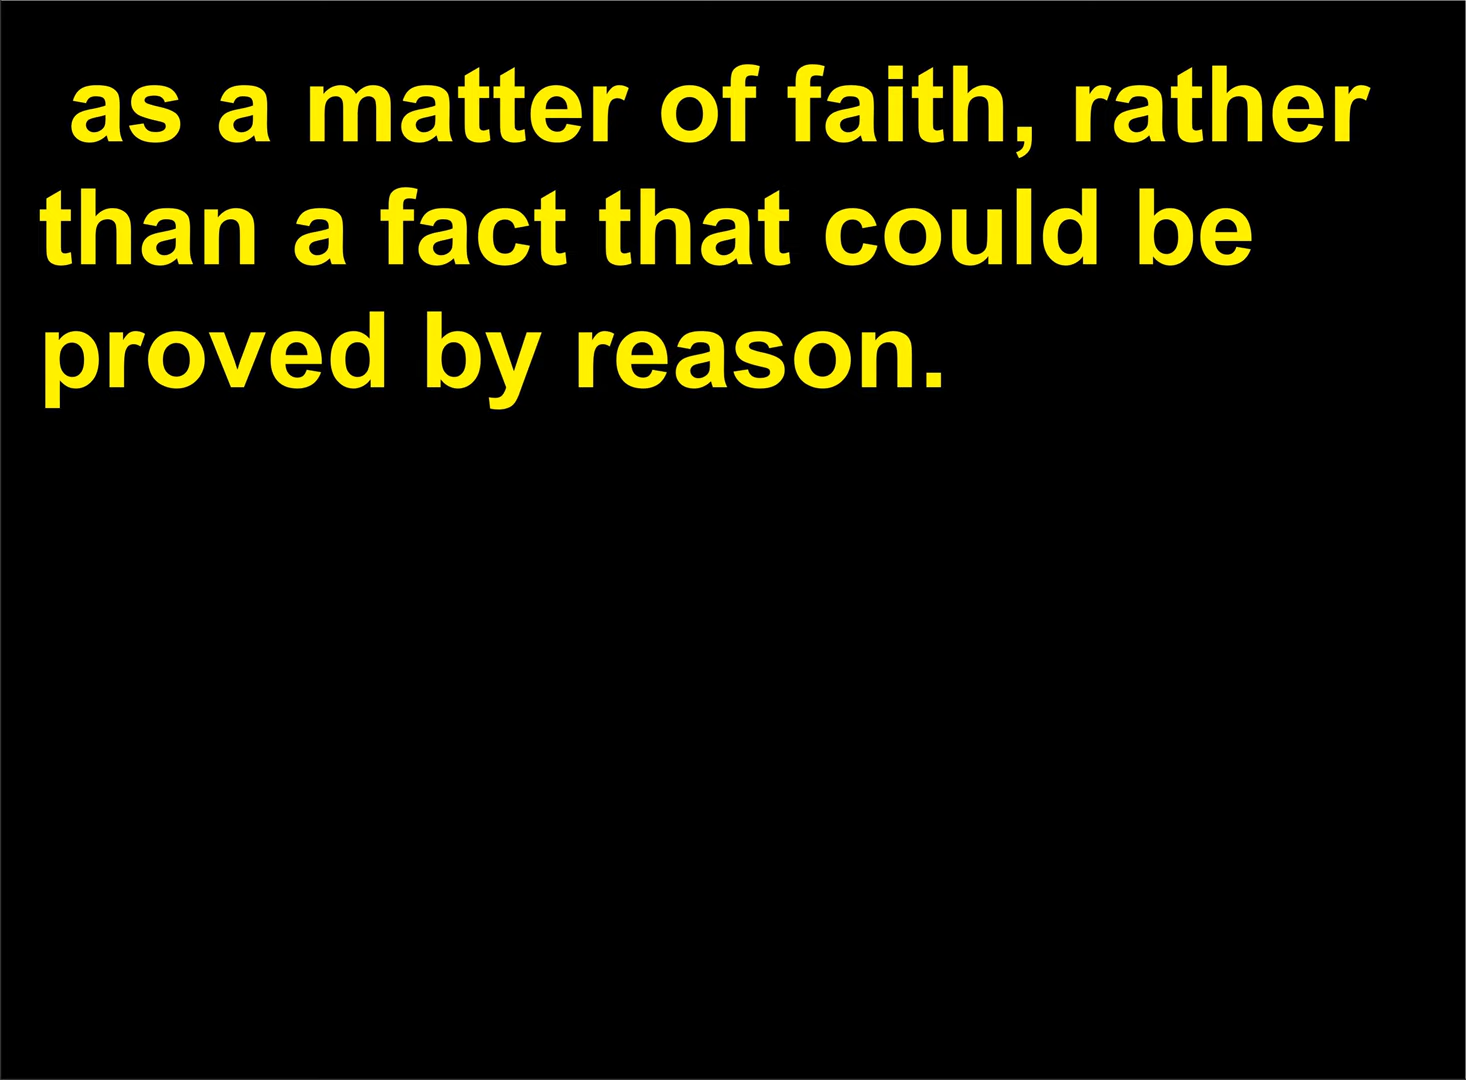 as a matter of faith, rather
than a fact that could be
proved by reason.